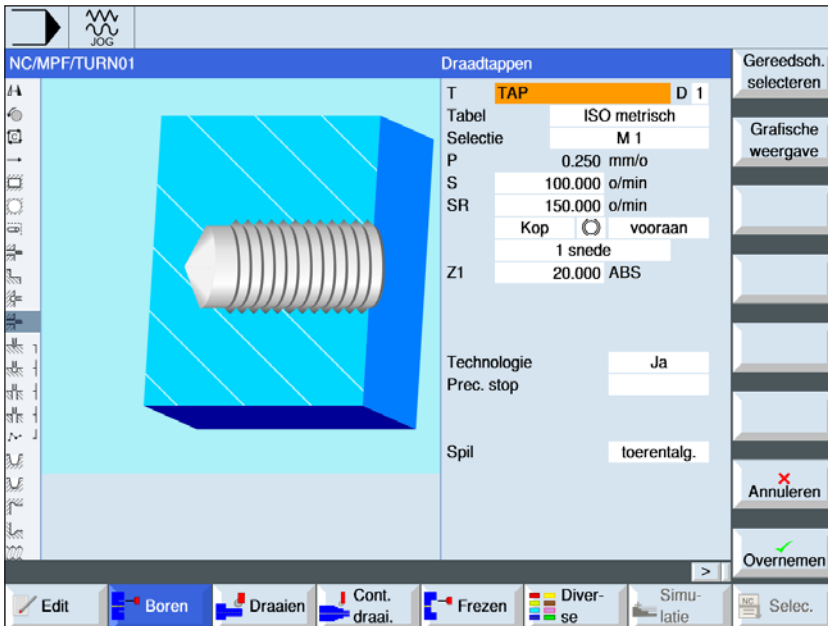 JOG
NC/MPF/TURN01
Draadtappen
T TAP D 1
Tabel ISO metrisch
Selectie M 1
P 0.250 mm/o
S 100.000 o/min
SR 150.000 o/min
Kop vooraan
1 snede
Z1 20.000 ABS
Technologie Ja
Prec. stop
Spil toerentalg.
Gereedsch.
selecteren
Grafische
weergave
Annuleren
Overnemen
>
Edit
Boren
Draaien
Cont.
draai.
Frezen
Diver-
se
Simu-
latie
NC
Selec.